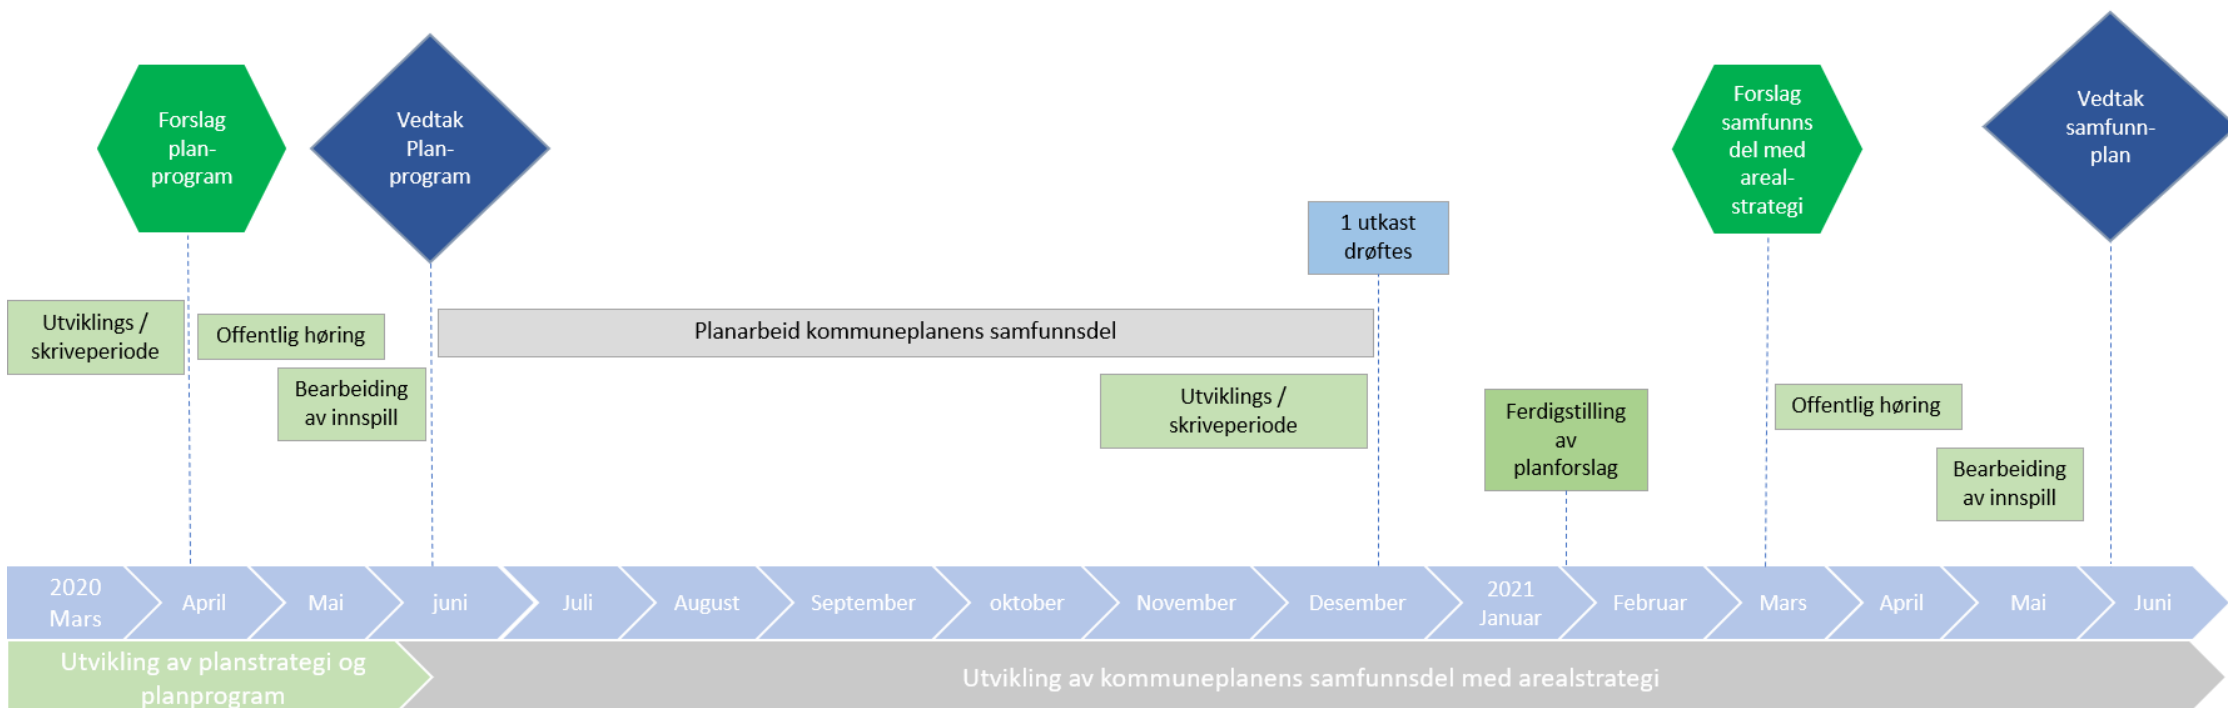 Forslag
plan-
program
Vedtak
Plan-
program
Forslag
samfunns
del med
areal-
strategi
Vedtak
samfunn-
plan
1 utkast
drøftes
Utviklings /
skriveperiode
Offentlig høring
Bearbeiding
av innspill
Planarbeid kommuneplanens samfunnsdel
Utviklings /
skriveperiode
Ferdigstilling
av
planforslag
Offentlig høring
Bearbeiding
av innspill
2020
Mars
April
Mai
juni
Juli
August
September
oktober
November
Desember
2021
Januar
Februar
Mars
April
Mai
Juni
Utvikling av planstrategi og
planprogram
Utvikling av kommuneplanens samfunnsdel med arealstrategi